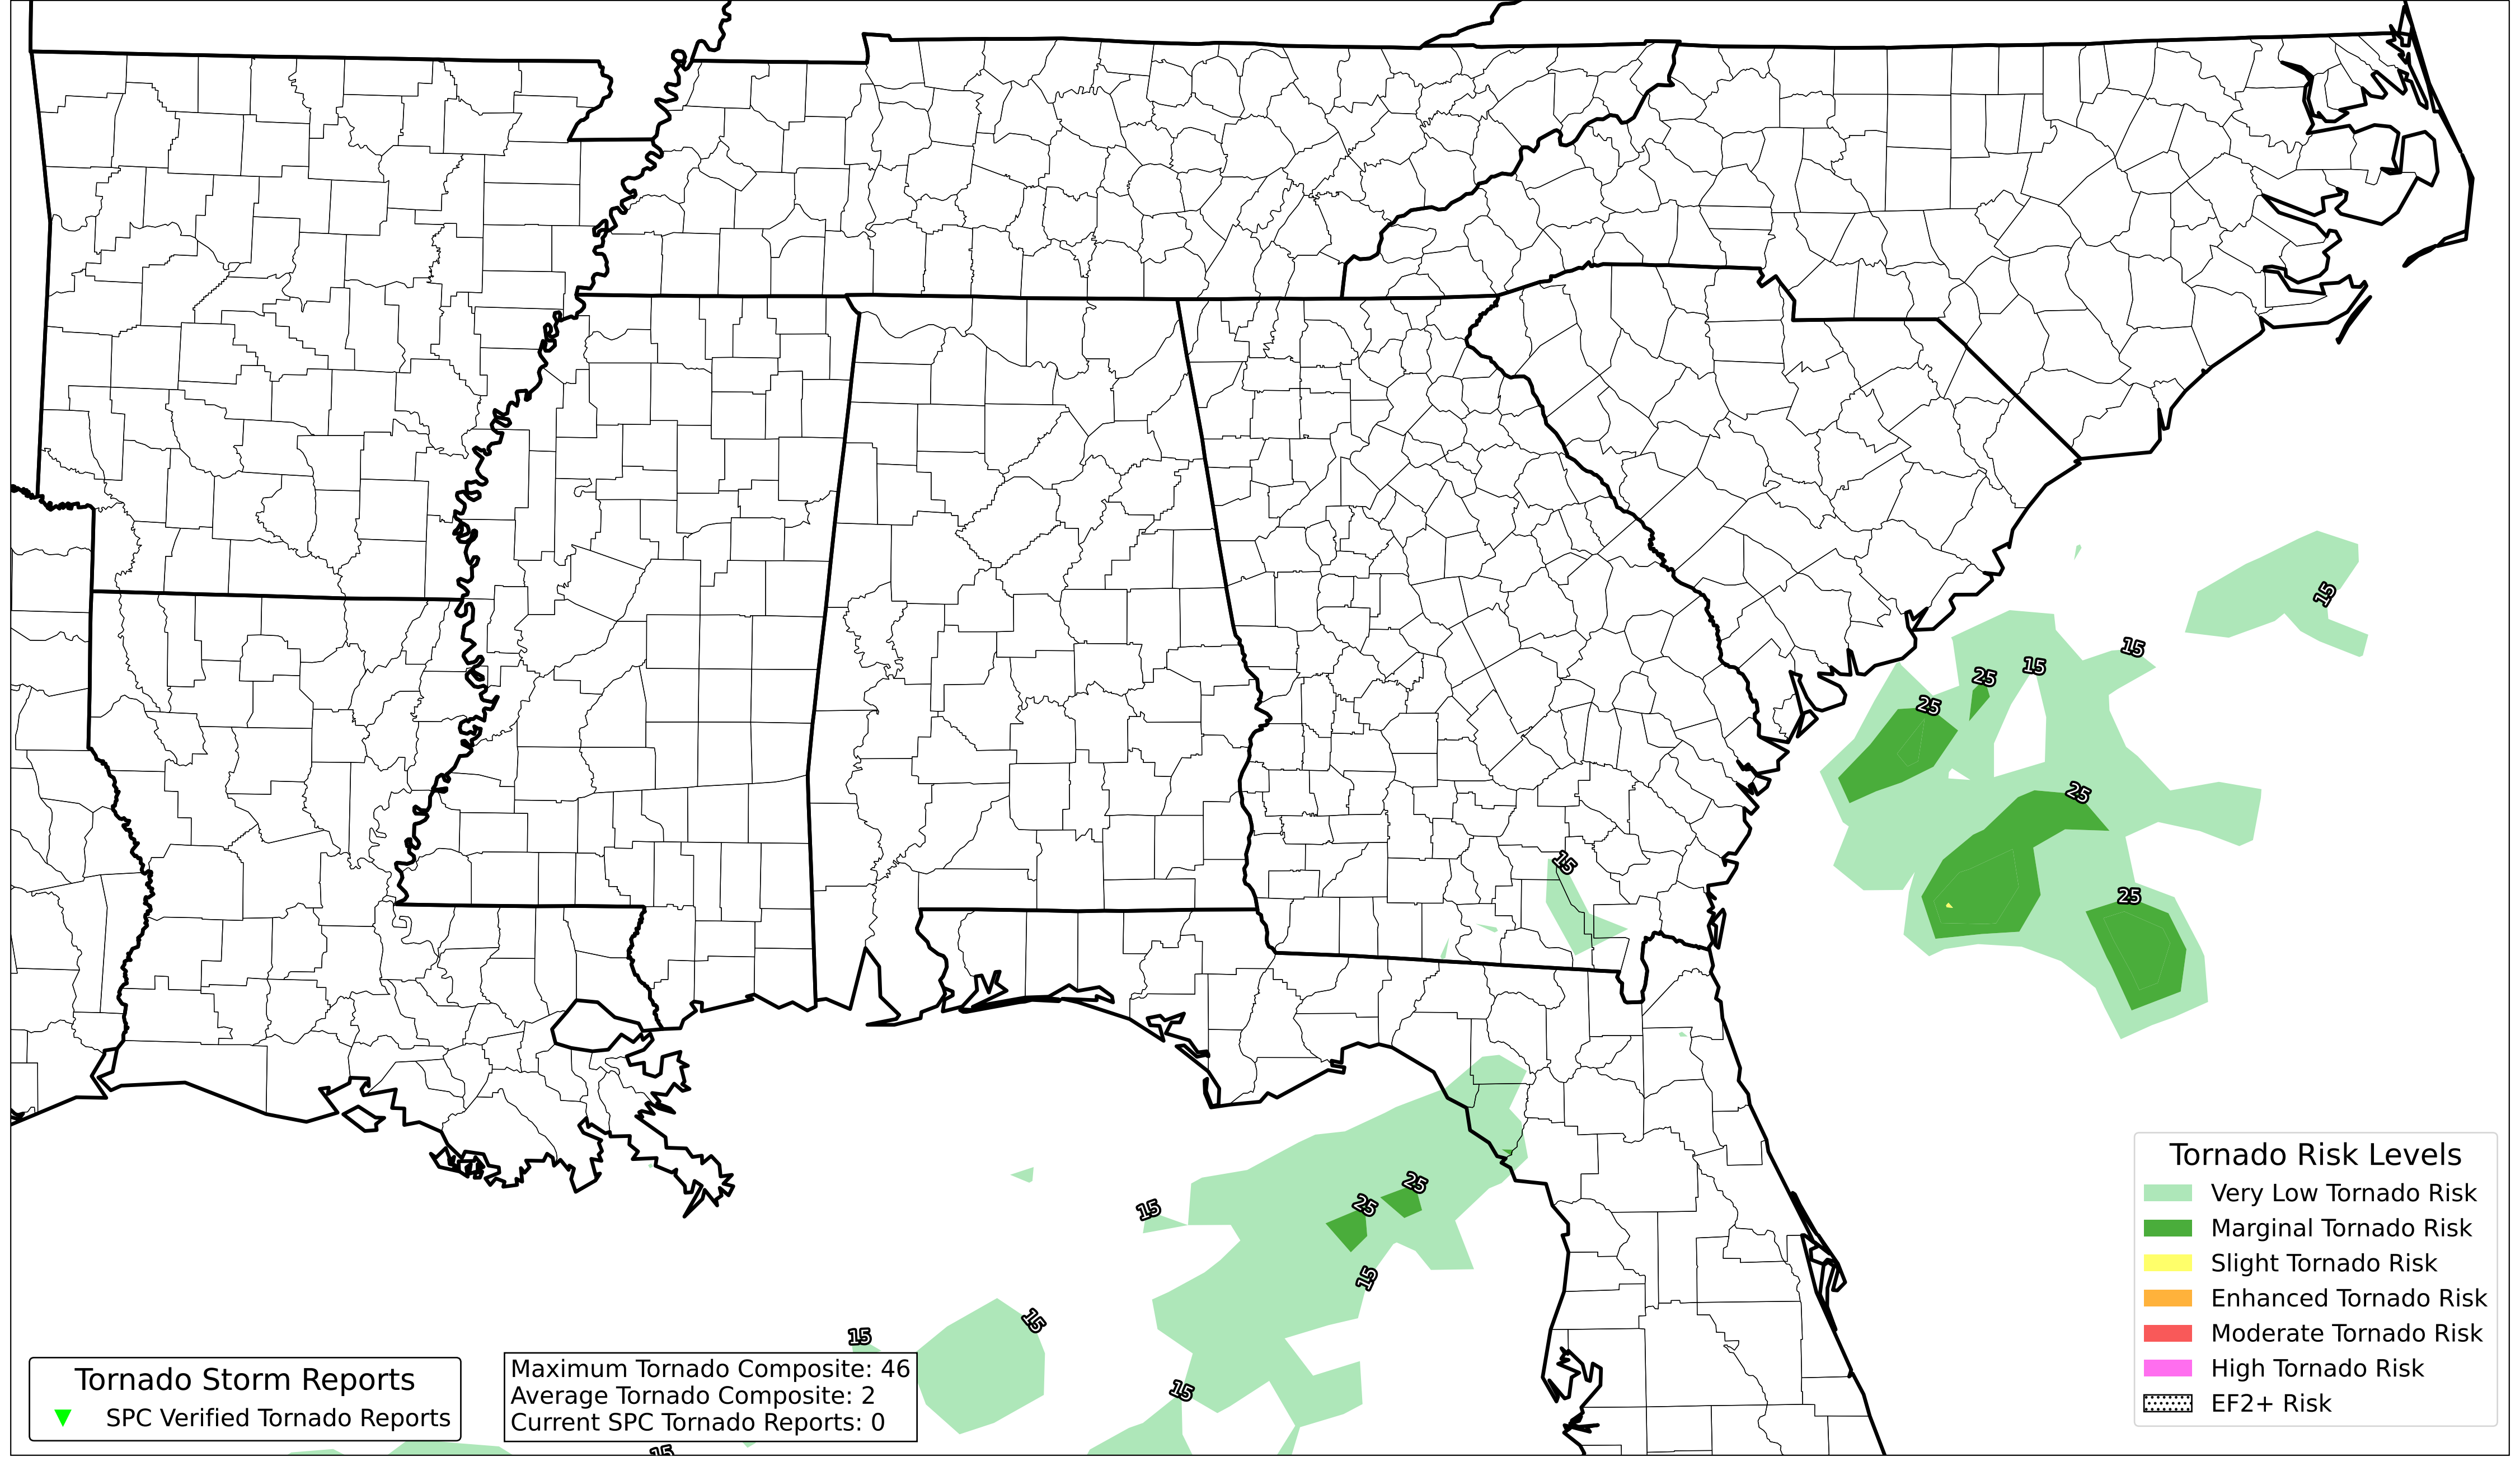 15
15
15
25
25
25
15
25
15
25
25
15
15
15
15
15
Tornado Risk Levels
Very Low Tornado Risk
Marginal Tornado Risk
Slight Tornado Risk
Enhanced Tornado Risk
Moderate Tornado Risk
High Tornado Risk
EF2+ Risk
Tornado Storm Reports
SPC Verified Tornado Reports
Maximum Tornado Composite: 46
Average Tornado Composite: 2
Current SPC Tornado Reports: 0